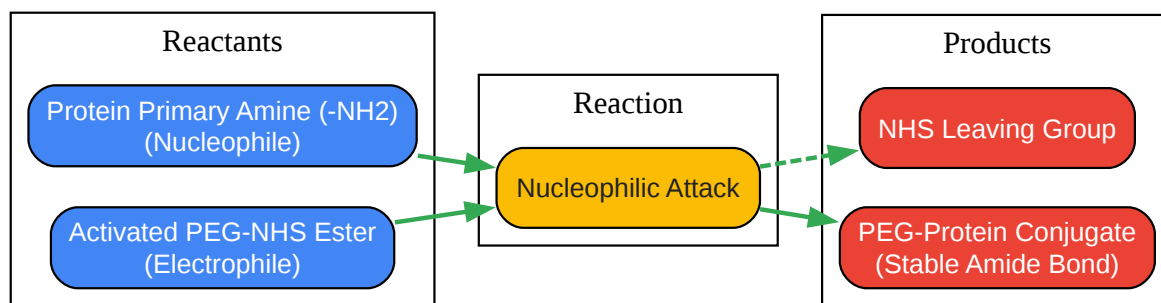 Reactants
Protein Primary Amine (-NH2)
(Nucleophile)
Activated PEG-NHS Ester
(Electrophile)
Reaction
Nucleophilic Attack
Products
NHS Leaving Group
PEG-Protein Conjugate
(Stable Amide Bond)